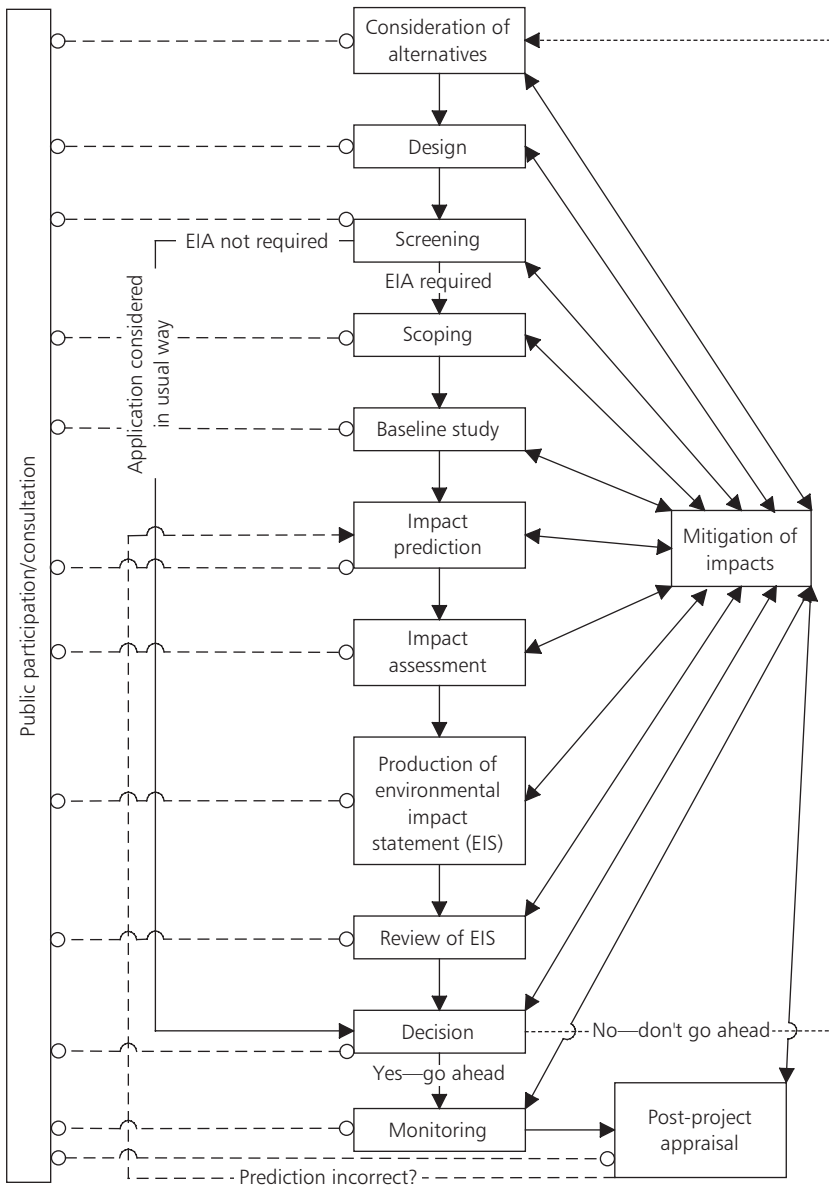 Public participation/consultation
Consideration of
alternatives
Design
EIA not required
Screening
EIA required
Application considered
in usual way
Scoping
Baseline study
Impact
prediction
Mitigation of
impacts
Impact
assessment
Production of
environmental
impact
statement (EIS)
Review of EIS
Decision
No—don't go ahead
Yes—go ahead
Monitoring
Post-project
appraisal
Prediction incorrect?